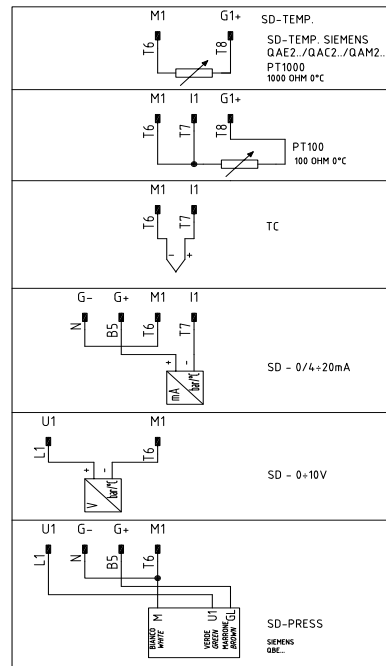 M1 G1+ SD-TEMP.
T6 T8
SD-TEMP. SIEMENS
QAE2../QAC2../QAM2..
PT1000
1000 OHM 0°C
M1 I1 G1+
T6 T7 T8
PT100
100 OHM 0°C
M1 I1
T6 T7
- +
TC
G- G+ M1 I1
N B5 T6 T7
+ -
mA bar/°C
SD - 0/4÷20mA
U1 M1
L1 T6
+ -
V bar/°C
SD - 0÷10V
U1 G- G+ M1
L1 N B5 T6
M U1 GL
BIANCO VERDE MARRONE
WHITE GREEN BROWN
SD-PRESS
SIEMENS
QBE...